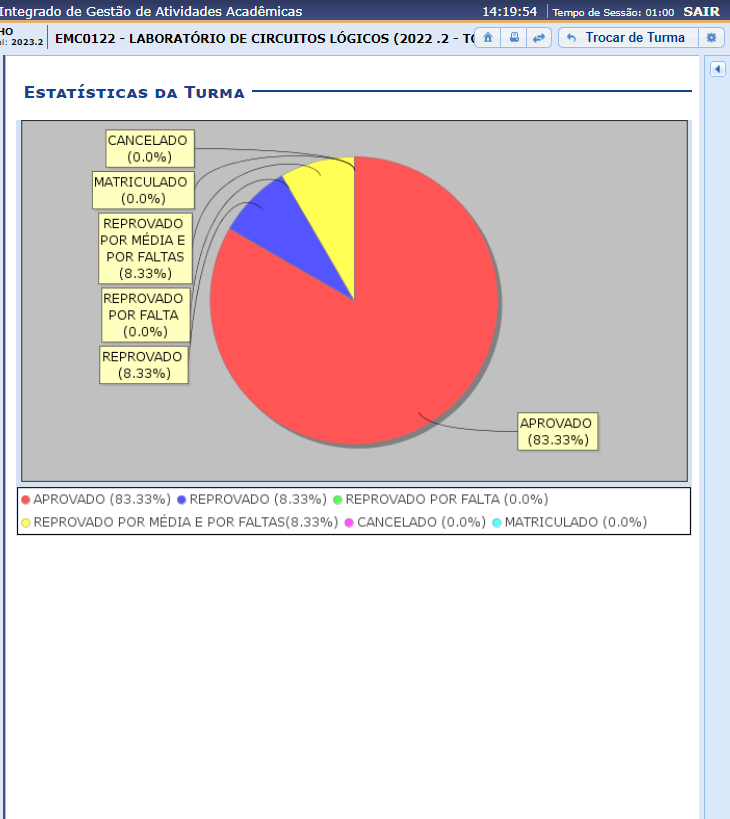 Integrado de Gestão de Atividades Acadêmicas 14:19:54 Tempo de Sessão: 01:00 SAIR
HO
el: 2023.2 EMC0122 - LABORATÓRIO DE CIRCUITOS LÓGICOS (2022 .2 - TO Trocar de Turma
Estatísticas da Turma
CANCELADO
(0.0%)
MATRICULADO
(0.0%)
REPROVADO
POR MÉDIA E
POR FALTAS
(8.33%)
REPROVADO
POR FALTA
(0.0%)
REPROVADO
(8.33%)
APROVADO
(83.33%)
APROVADO (83.33%) REPROVADO (8.33%) REPROVADO POR FALTA (0.0%)
REPROVADO POR MÉDIA E POR FALTAS(8.33%) CANCELADO (0.0%) MATRICULADO (0.0%)